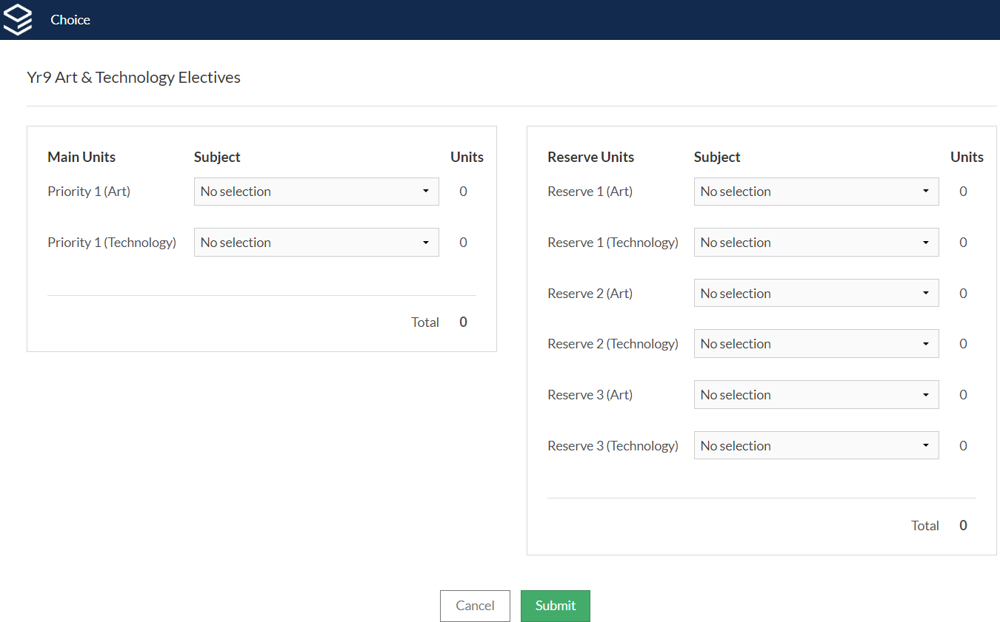 Choice
Yr9 Art & Technology Electives
Main Units Subject Units
Priority 1 (Art) No selection 0
Priority 1 (Technology) No selection 0
Total 0
Reserve Units Subject Units
Reserve 1 (Art) No selection 0
Reserve 1 (Technology) No selection 0
Reserve 2 (Art) No selection 0
Reserve 2 (Technology) No selection 0
Reserve 3 (Art) No selection 0
Reserve 3 (Technology) No selection 0
Total 0
Cancel Submit